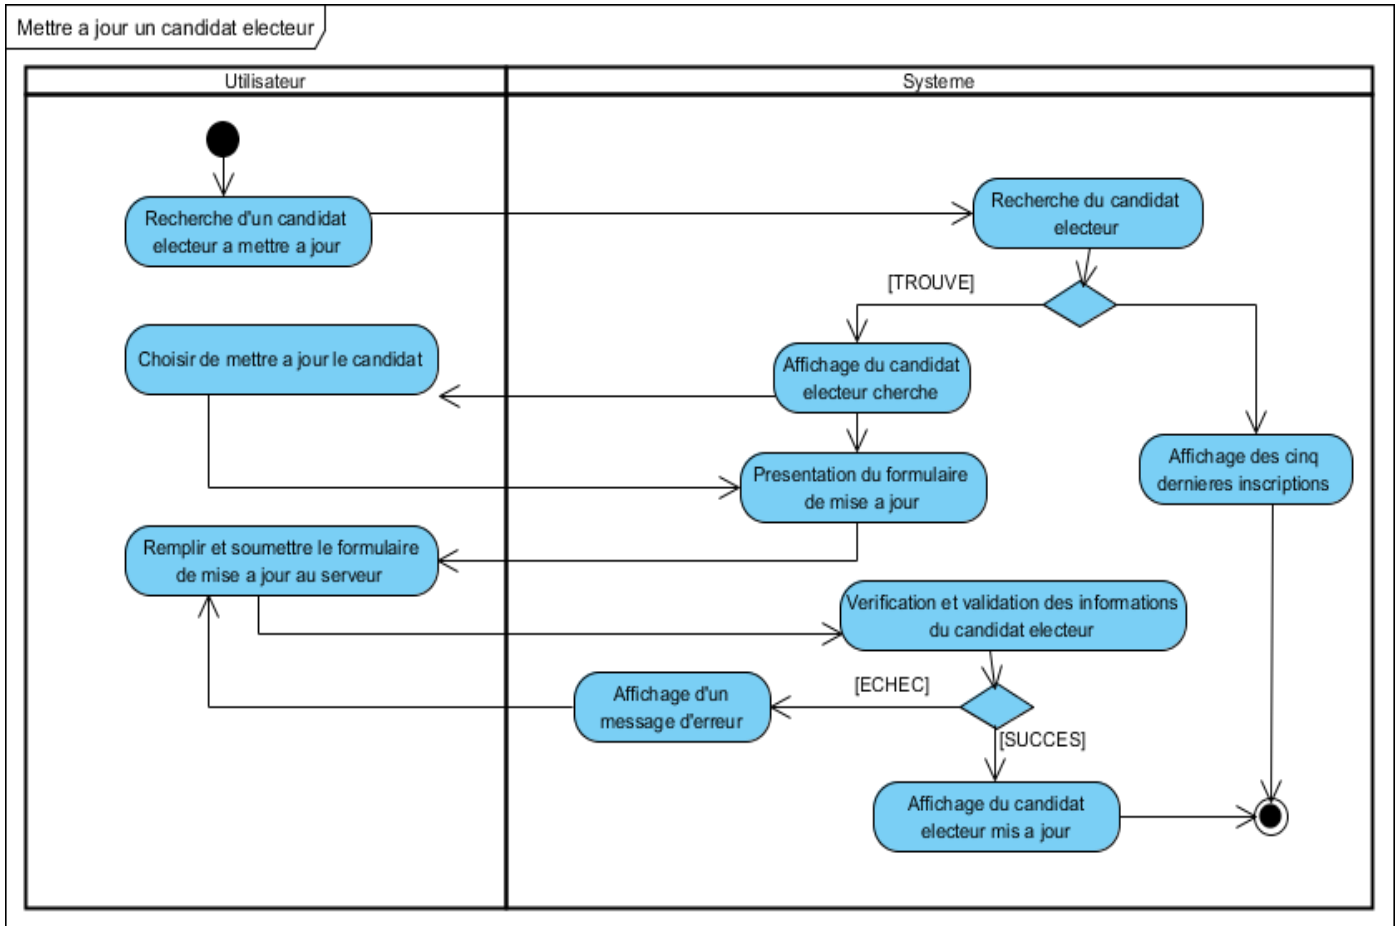 Mettre a jour un candidat electeur
Utilisateur
Systeme
Recherche d'un candidat
electeur a mettre a jour
Recherche du candidat
electeur
[TROUVE]
Choisir de mettre a jour le candidat
Affichage du candidat
electeur cherche
Affichage des cinq
dernieres inscriptions
Presentation du formulaire
de mise a jour
Remplir et soumettre le formulaire
de mise a jour au serveur
Verification et validation des informations
du candidat electeur
[ECHEC]
Affichage d'un
message d'erreur
[SUCCES]
Affichage du candidat
electeur mis a jour